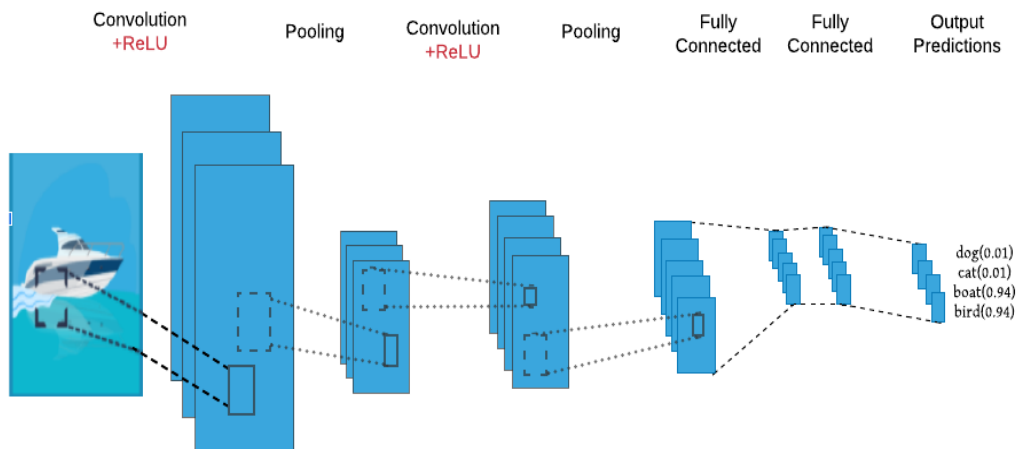 Convolution
+ReLU
Pooling
Convolution
+ReLU
Pooling
Fully
Connected
Fully
Connected
Output
Predictions
dog(0.01)
cat(0.01)
boat(0.94)
bird(0.94)